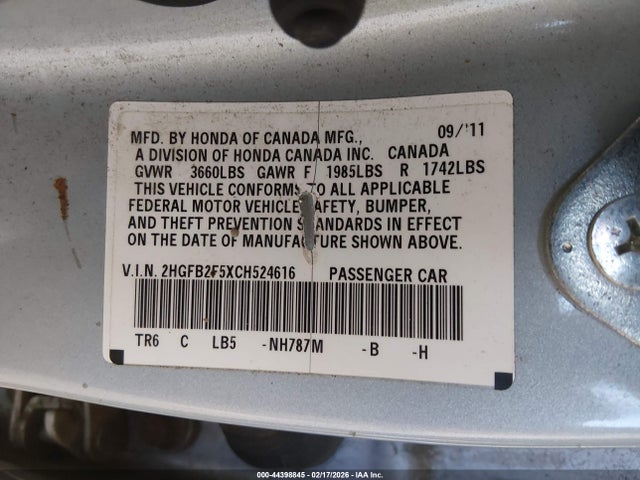 09/'11
MFD. BY HONDA OF CANADA MFG.,
A DIVISION OF HONDA CANADA INC. CANADA
GVWR 3660LBS GAWR F 1985LBS R 1742LBS
THIS VEHICLE CONFORMS TO ALL APPLICABLE
FEDERAL MOTOR VEHICLE SAFETY, BUMPER,
AND THEFT PREVENTION STANDARDS IN EFFECT
ON THE DATE OF MANUFACTURE SHOWN ABOVE.
V.I.N. 2HGFB2F5XCH524616 PASSENGER CAR
TR6 C LB5 -NH787M -B -H
000-44398845 - 02/17/2026 - IAA Inc.